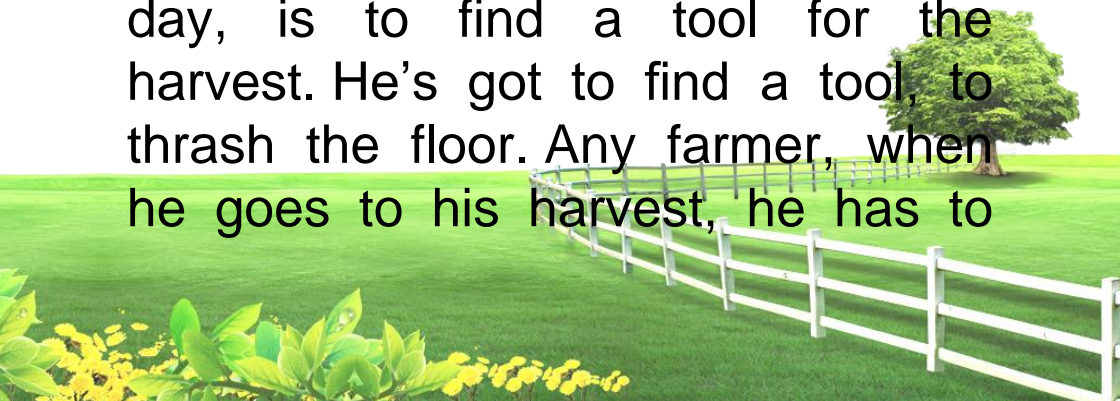 day, is to find a tool for the
harvest. He’s got to find a tool, to
thrash the floor. Any farmer, when
he goes to his harvest, he has to